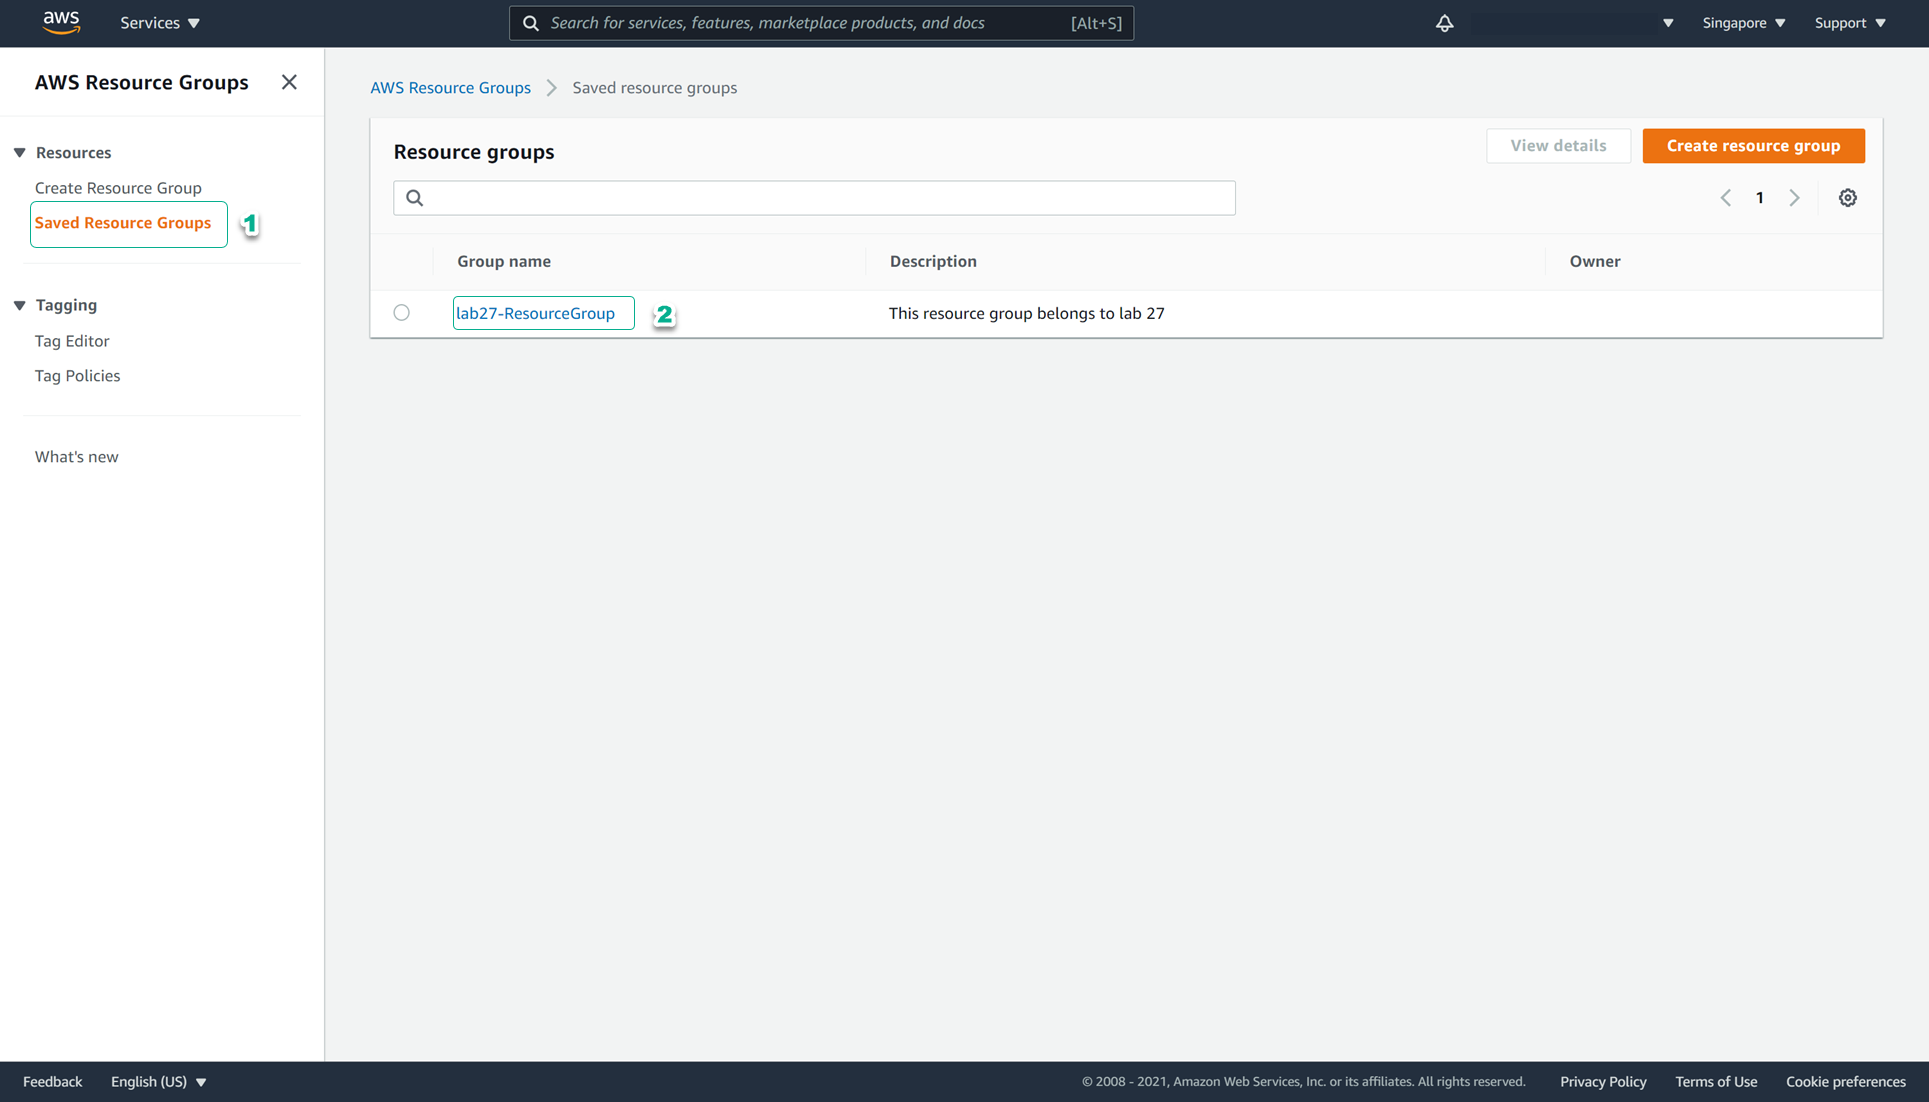 aws
Services
Search for services, features, marketplace products, and docs [Alt+S]
Singapore
Support
AWS Resource Groups
Resources
Create Resource Group
Saved Resource Groups
1
Tagging
Tag Editor
Tag Policies
What's new
AWS Resource Groups
Saved resource groups
Resource groups
View details
Create resource group
1
Group name
Description
Owner
lab27-ResourceGroup
2
This resource group belongs to lab 27
Feedback
English (US)
© 2008 - 2021, Amazon Web Services, Inc. or its affiliates. All rights reserved.
Privacy Policy
Terms of Use
Cookie preferences